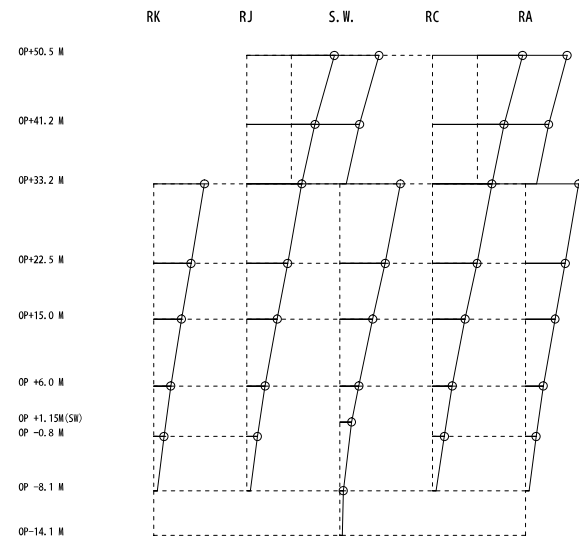 RK RJ S.W. RC RA
OP+50.5 M
OP+41.2 M
OP+33.2 M
OP+22.5 M
OP+15.0 M
OP +6.0 M
OP +1.15M(SW)
OP -0.8 M
OP -8.1 M
OP-14.1 M